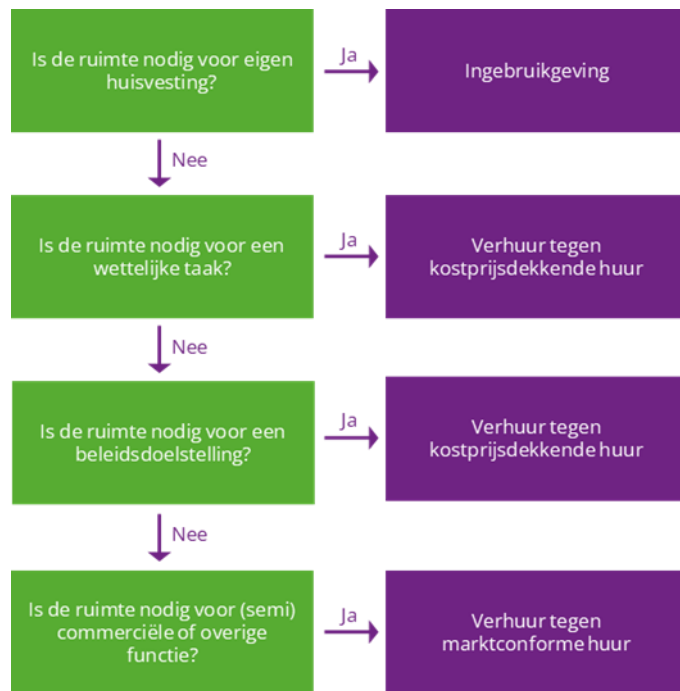 Is de ruimte nodig voor eigen
huisvesting?
Ja
Ingebruikgeving
Nee
Is de ruimte nodig voor een
wettelijke taak?
Ja
Verhuur tegen
kostprijsdekkende huur
Nee
Is de ruimte nodig voor een
beleidsdoelstelling?
Ja
Verhuur tegen
kostprijsdekkende huur
Nee
Is de ruimte nodig voor (semi)
commerciële of overige
functie?
Ja
Verhuur tegen
marktconforme huur